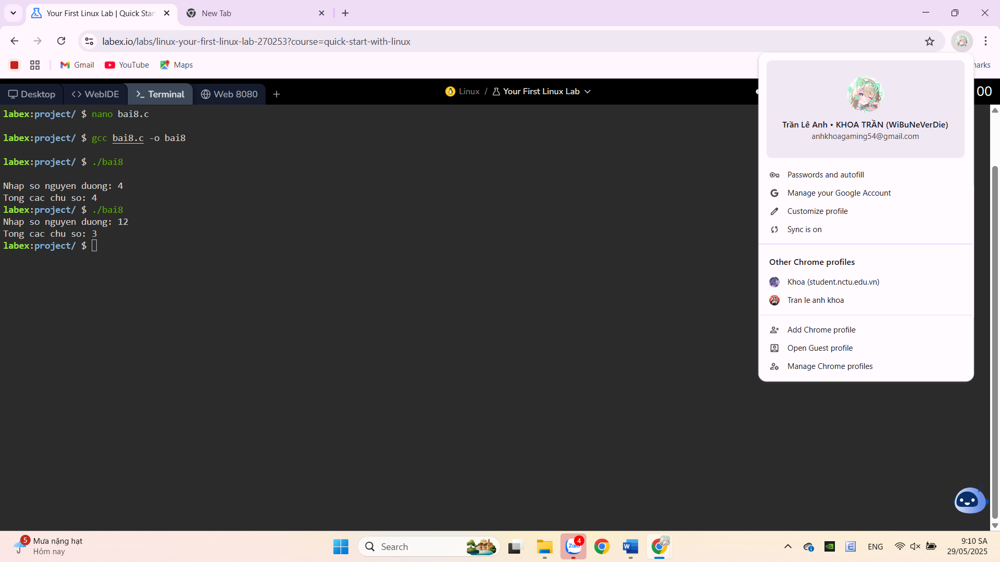 Your First Linux Lab | Quick Star
New Tab
labex.io/labs/linux-your-first-linux-lab-270253?course=quick-start-with-linux
Gmail
YouTube
Maps
Desktop
WebIDE
Terminal
Web 8080
Linux / Your First Linux Lab
00
labex:project/ $ nano bai8.c
labex:project/ $ gcc bai8.c -o bai8
labex:project/ $ ./bai8
Nhap so nguyen duong: 4
Tong cac chu so: 4
labex:project/ $ ./bai8
Nhap so nguyen duong: 12
Tong cac chu so: 3
labex:project/ $
Trần Lê Anh • KHOA TRẦN (WiBuNeVerDie)
anhkhoagaming54@gmail.com
Passwords and autofill
Manage your Google Account
Customize profile
Sync is on
Other Chrome profiles
Khoa (student.nctu.edu.vn)
Tran le anh khoa
Add Chrome profile
Open Guest profile
Manage Chrome profiles
5
Mưa nặng hạt
Hôm nay
Search
Zalo
4
W
ENG
9:10 SA
29/05/2025